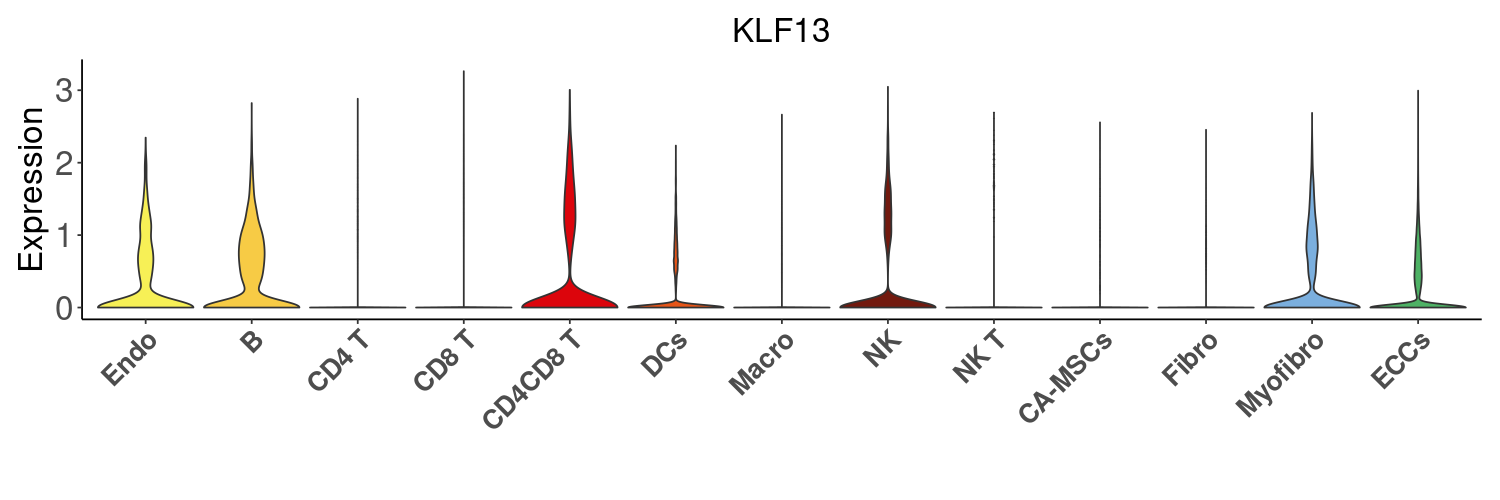 KLF13
Expression
3
2
1
0
Endo
B
CD4 T
CD8 T
CD4CD8 T
DCs
Macro
NK
NK T
CA-MSCs
Fibro
Myofibro
ECCs